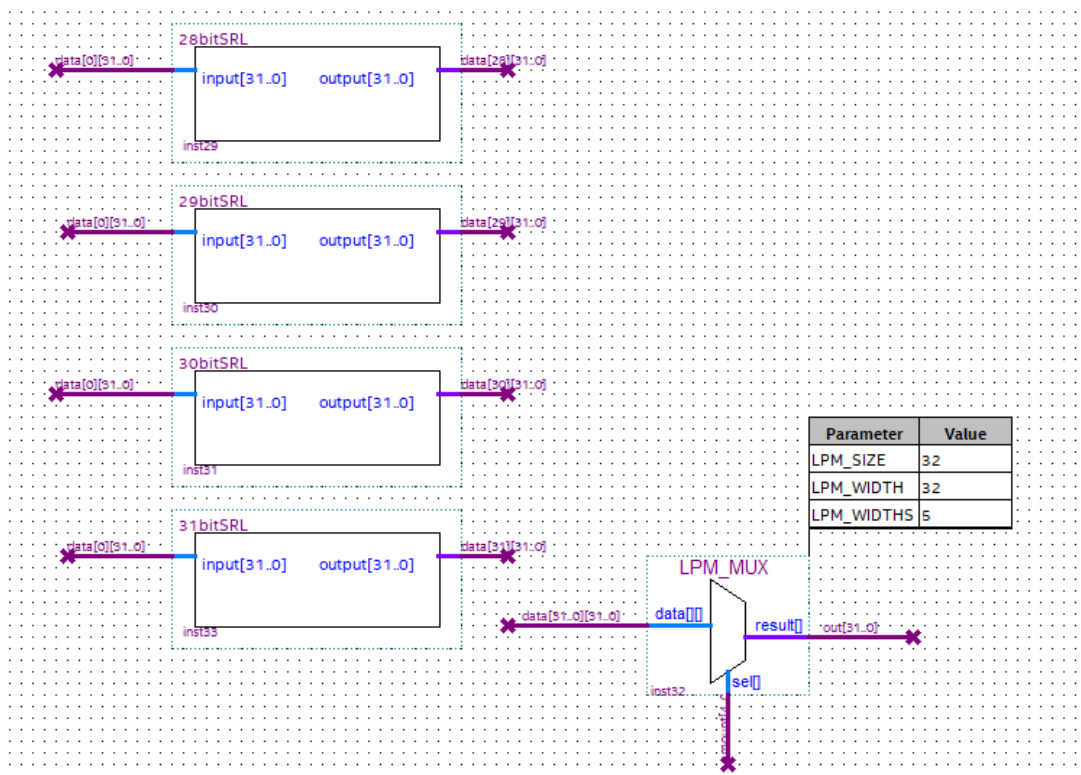 28bitSRL
data[0][31..0]
input[31..0] output[31..0]
data[28][31..0]
inst29
29bitSRL
data[0][31..0]
input[31..0] output[31..0]
data[29][31..0]
inst30
30bitSRL
data[0][31..0]
input[31..0] output[31..0]
data[30][31..0]
inst31
31bitSRL
data[0][31..0]
input[31..0] output[31..0]
data[31][31..0]
inst33
Parameter Value
LPM_SIZE 32
LPM_WIDTH 32
LPM_WIDTHS 5
LPM_MUX
data[31..0][31..0]
data[][]
result[]
out[31..0]
sel[]
inst32